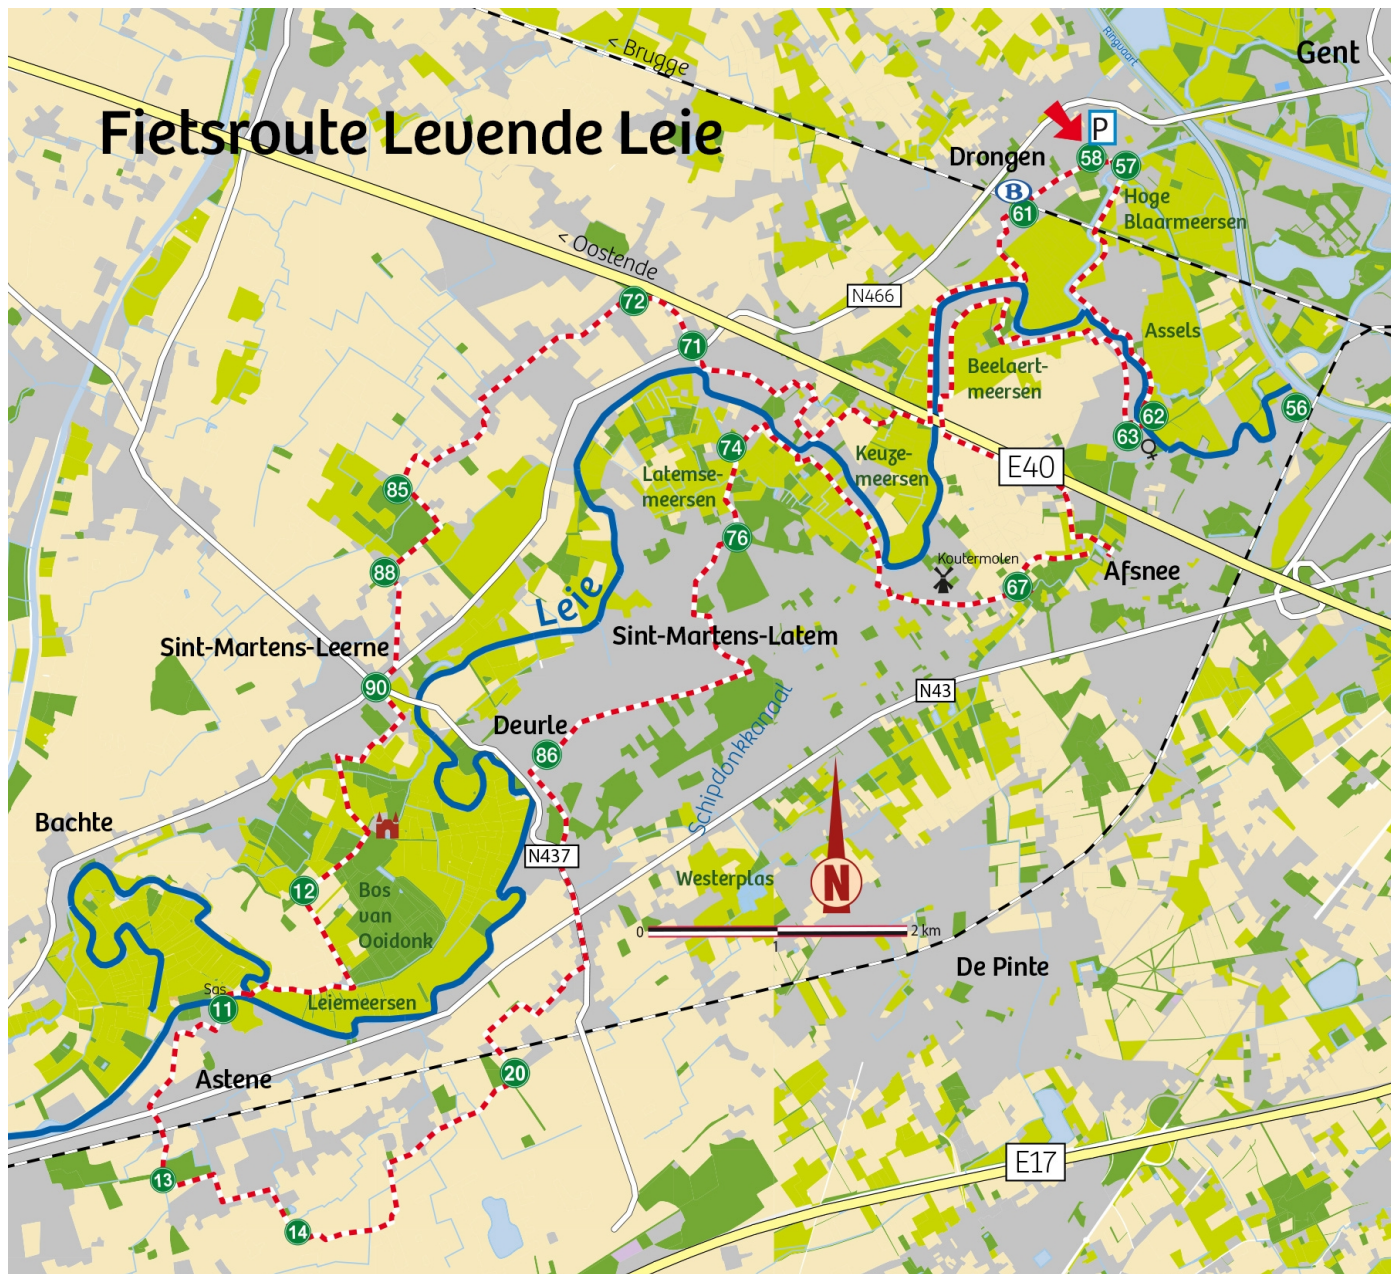 < Brugge
Ringvaart
Gent
Fietsroute Levende Leie
P
Drongen
58
57
B
61
Hoge
Blaarmeersen
< Oostende
72
N466
71
Assels
Beelaert-
meersen
62
56
63
74
Keuze-
meersen
E40
Latemse-
meersen
85
76
Koutermolen
88
67
Afsnee
Leie
Sint-Martens-Latem
Sint-Martens-Leerne
90
N43
Deurle
86
Schipdonkkanaal
Bachte
N437
Westerplas
N
12
Bos
van
Ooidonk
0
1
2 km
De Pinte
Sas
11
Leiemeersen
Astene
20
E17
13
14